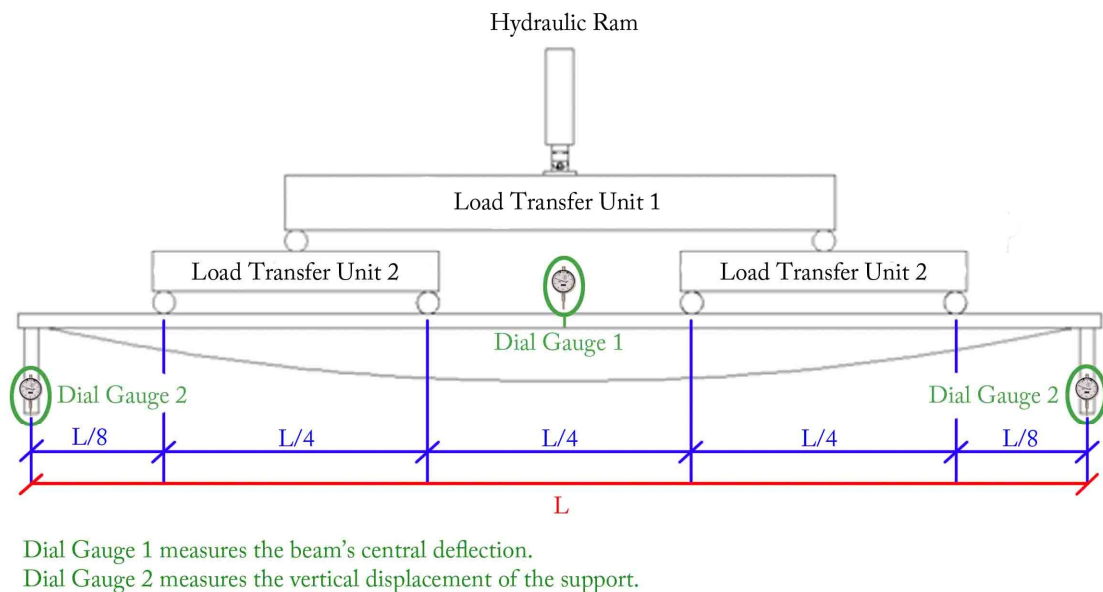 Hydraulic Ram
Load Transfer Unit 1
Load Transfer Unit 2
Load Transfer Unit 2
Dial Gauge 1
Dial Gauge 2
Dial Gauge 2
L/8
L/4
L/4
L/4
L/8
L
Dial Gauge 1 measures the beam's central deflection.
Dial Gauge 2 measures the vertical displacement of the support.